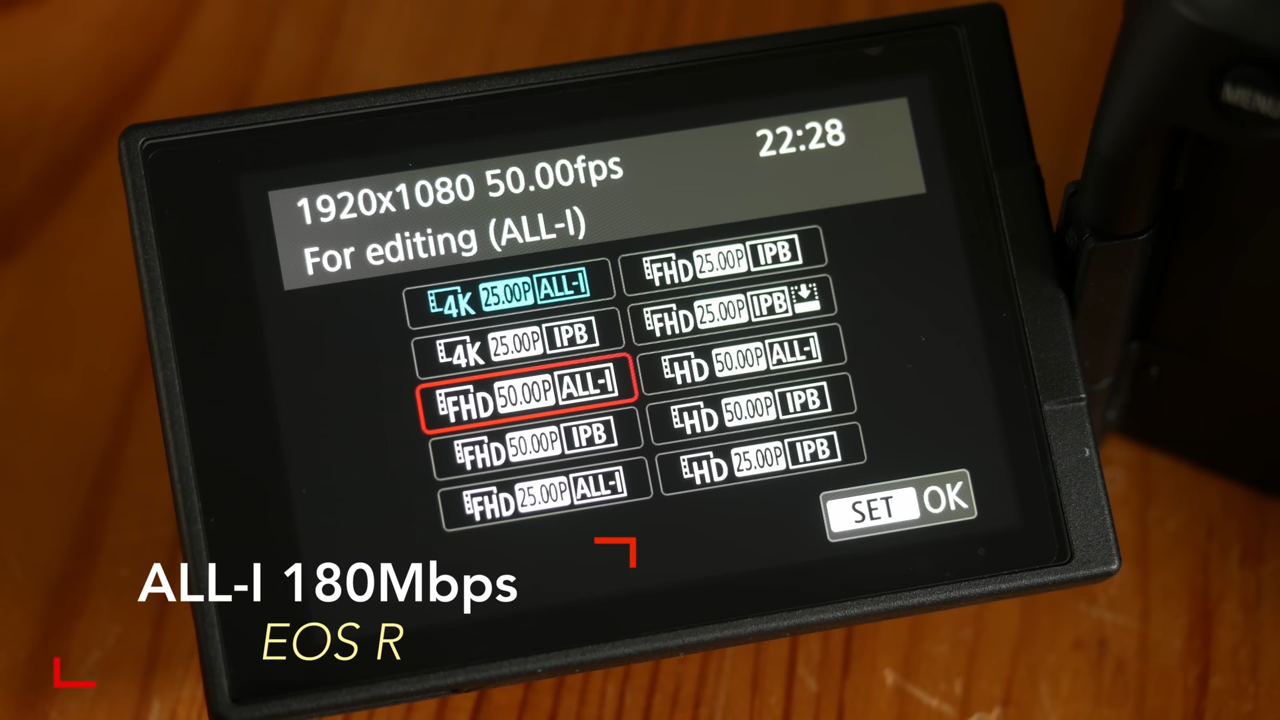 1920x1080 50.00fps 22:28
For editing (ALL-I)
4K 25.00P ALL-I
4K 25.00P IPB
FHD 50.00P ALL-I
FHD 50.00P IPB
FHD 25.00P ALL-I
FHD 25.00P IPB
FHD 25.00P IPB
HD 50.00P ALL-I
HD 50.00P IPB
HD 25.00P IPB
SET OK
MENU
ALL-I 180Mbps
EOS R